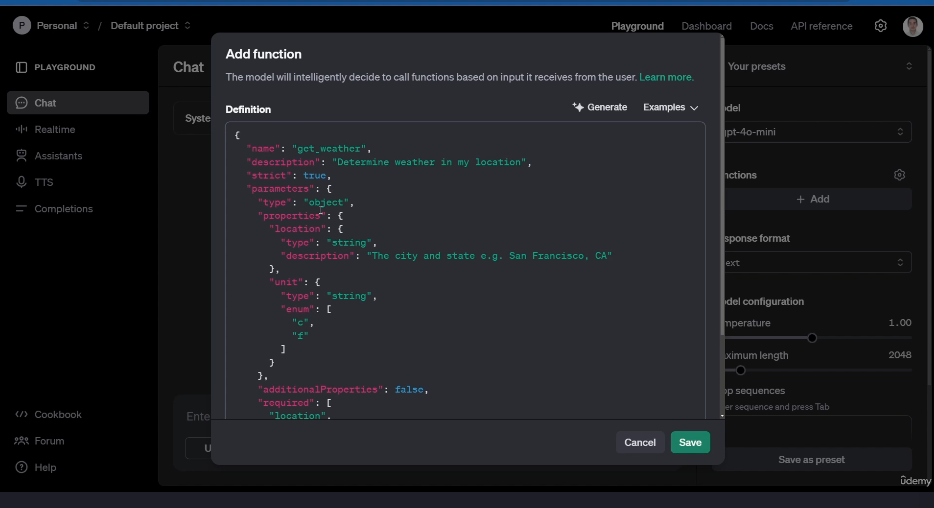 P Personal / Default project
Playground Dashboard Docs API reference
PLAYGROUND
Chat
Realtime
Assistants
TTS
Completions
Cookbook
Forum
Help
Chat
Syste
Ente
U
Add function
The model will intelligently decide to call functions based on input it receives from the user. Learn more.
Definition
Generate Examples
{
"name": "get_weather",
"description": "Determine weather in my location",
"strict": true,
"parameters": {
"type": "object",
"properties": {
"location": {
"type": "string",
"description": "The city and state e.g. San Francisco, CA"
},
"unit": {
"type": "string",
"enum": [
"c",
"f"
]
}
},
"additionalProperties": false,
"required": [
"location",
Cancel Save
Your presets
odel
gpt-4o-mini
nctions
+ Add
sponse format
ext
odel configuration
mperature 1.00
ximum length 2048
op sequences
er sequence and press Tab
Save as preset
ûdemy